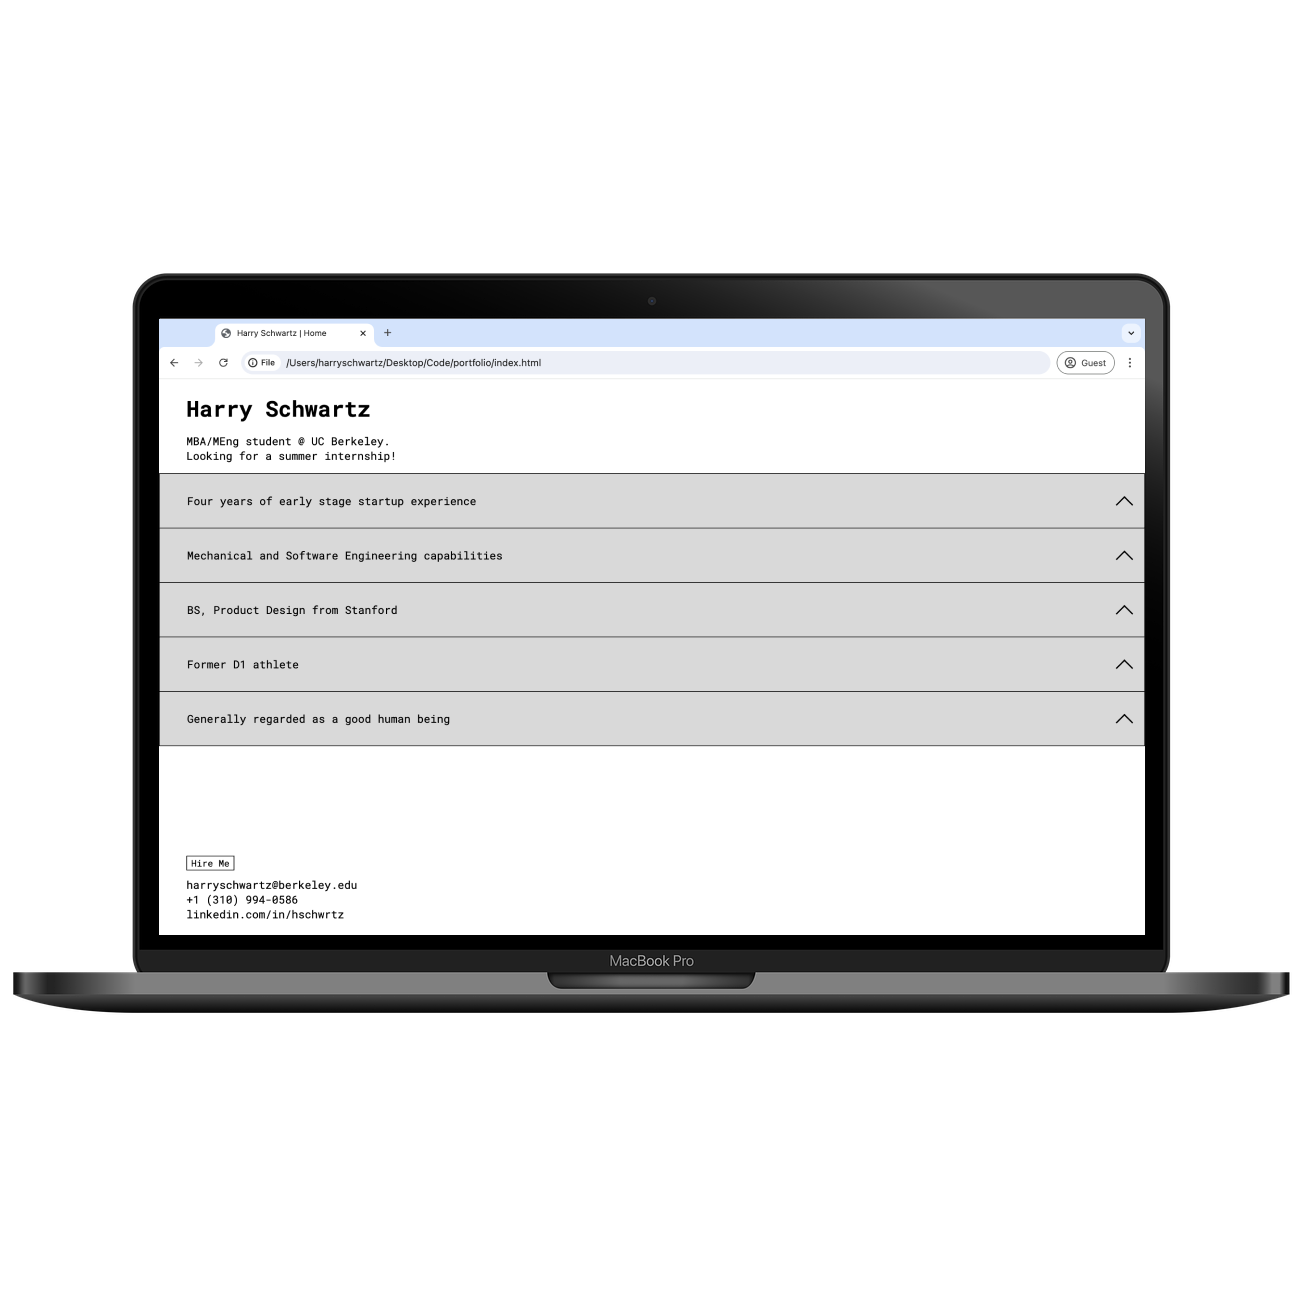 Harry Schwartz | Home
File /Users/harryschwartz/Desktop/Code/portfolio/index.html Guest
Harry Schwartz
MBA/MEng student @ UC Berkeley.
Looking for a summer internship!
Four years of early stage startup experience
Mechanical and Software Engineering capabilities
BS, Product Design from Stanford
Former D1 athlete
Generally regarded as a good human being
Hire Me
harryschwartz@berkeley.edu
+1 (310) 994-0586
linkedin.com/in/hschwrtz
MacBook Pro